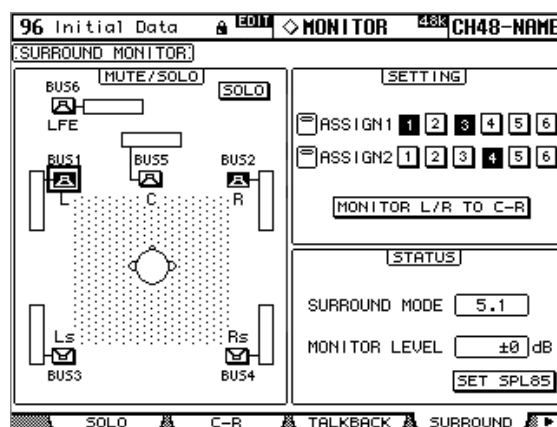 96 Initial Data EDIT MONITOR 48K CH48-NAME
SURROUND MONITOR
MUTE/SOLO
SOLO
BUS6
LFE
BUS1 BUS5 BUS2
L C R
Ls Rs
BUS3 BUS4
SETTING
ASSIGN1 1 2 3 4 5 6
ASSIGN2 1 2 3 4 5 6
MONITOR L/R TO C-R
STATUS
SURROUND MODE 5.1
MONITOR LEVEL ±0 dB
SET SPL85
SOLO C-R TALKBACK SURROUND